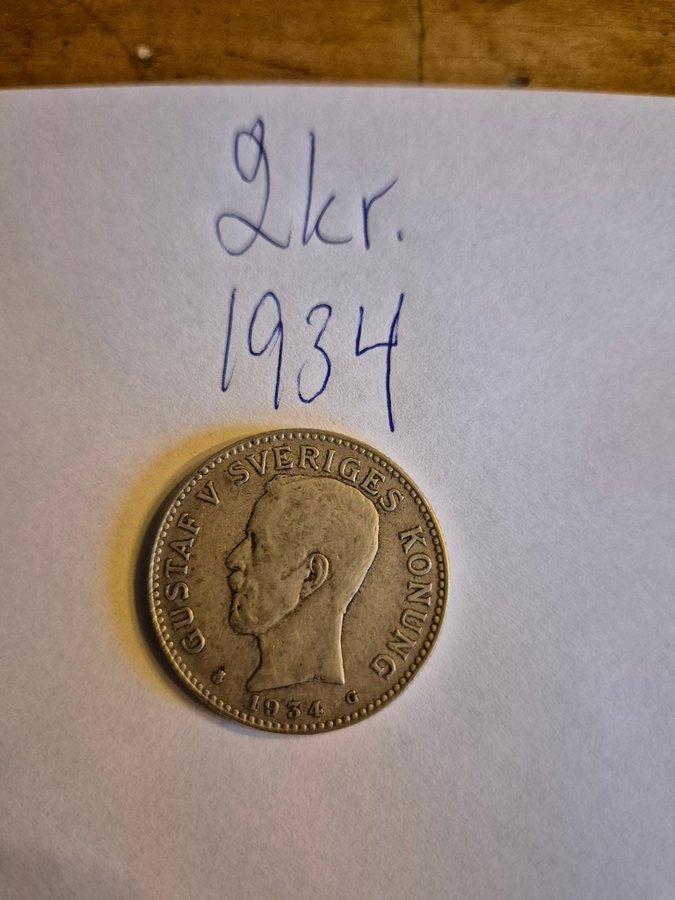 2kr.
1934
GUSTAF V SVERIGES KONUNG
1934 G